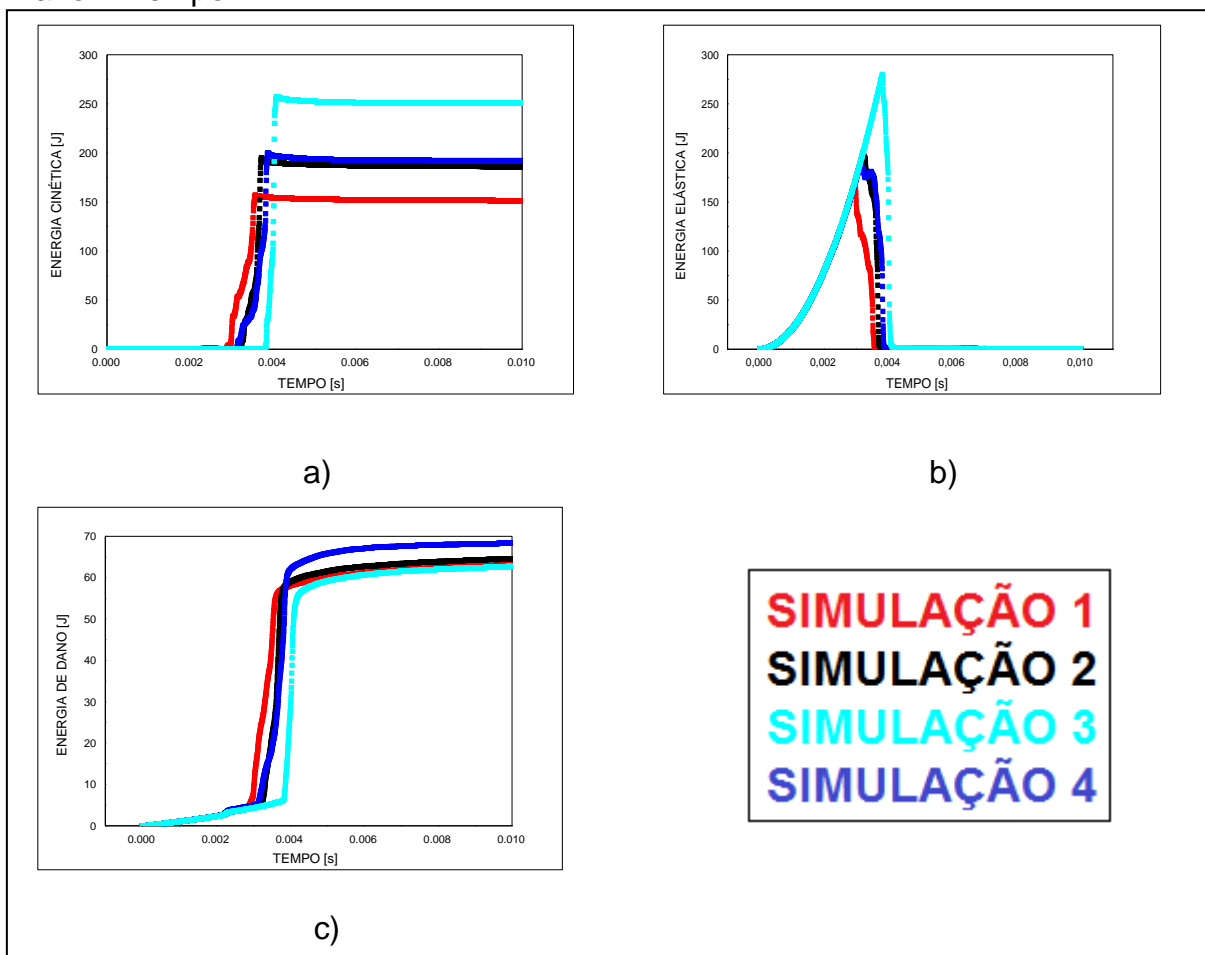 300
250
200
150
100
50
0
ENERGIA CINÉTICA [J]
0.000 0.002 0.004 0.006 0.008 0.010
TEMPO [s]
a)
300
250
200
150
100
50
0
ENERGIA ELÁSTICA [J]
0,000 0,002 0,004 0,006 0,008 0,010
TEMPO [s]
b)
70
60
50
40
30
20
10
0
ENERGIA DE DANO [J]
0.000 0.002 0.004 0.006 0.008 0.010
TEMPO [s]
c)
SIMULAÇÃO 1
SIMULAÇÃO 2
SIMULAÇÃO 3
SIMULAÇÃO 4